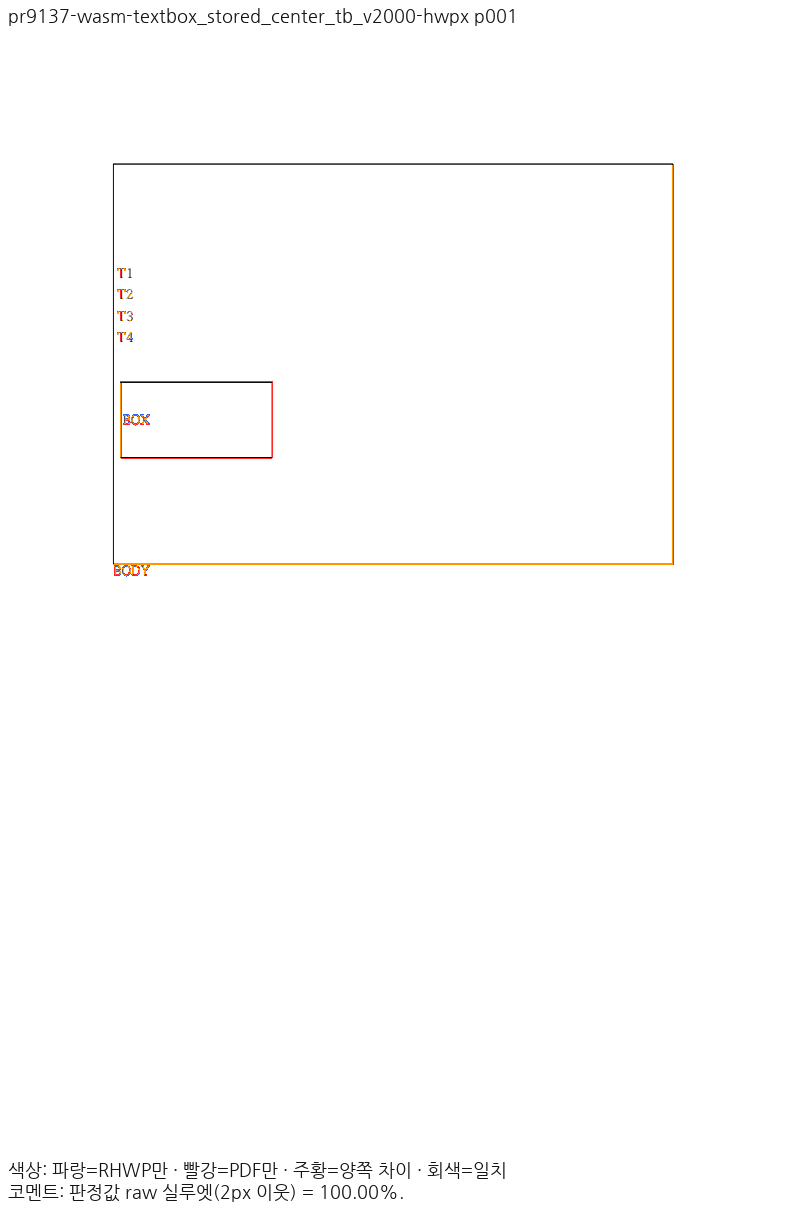 pr9137-wasm-textbox_stored_center_tb_v2000-hwpx p001
T1
T2
T3
T4
BOX
BODY
색상: 파랑=RHWP만 · 빨강=PDF만 · 주황=양쪽 차이 · 회색=일치
코멘트: 판정값 raw 실루엣(2px 이웃) = 100.00%.